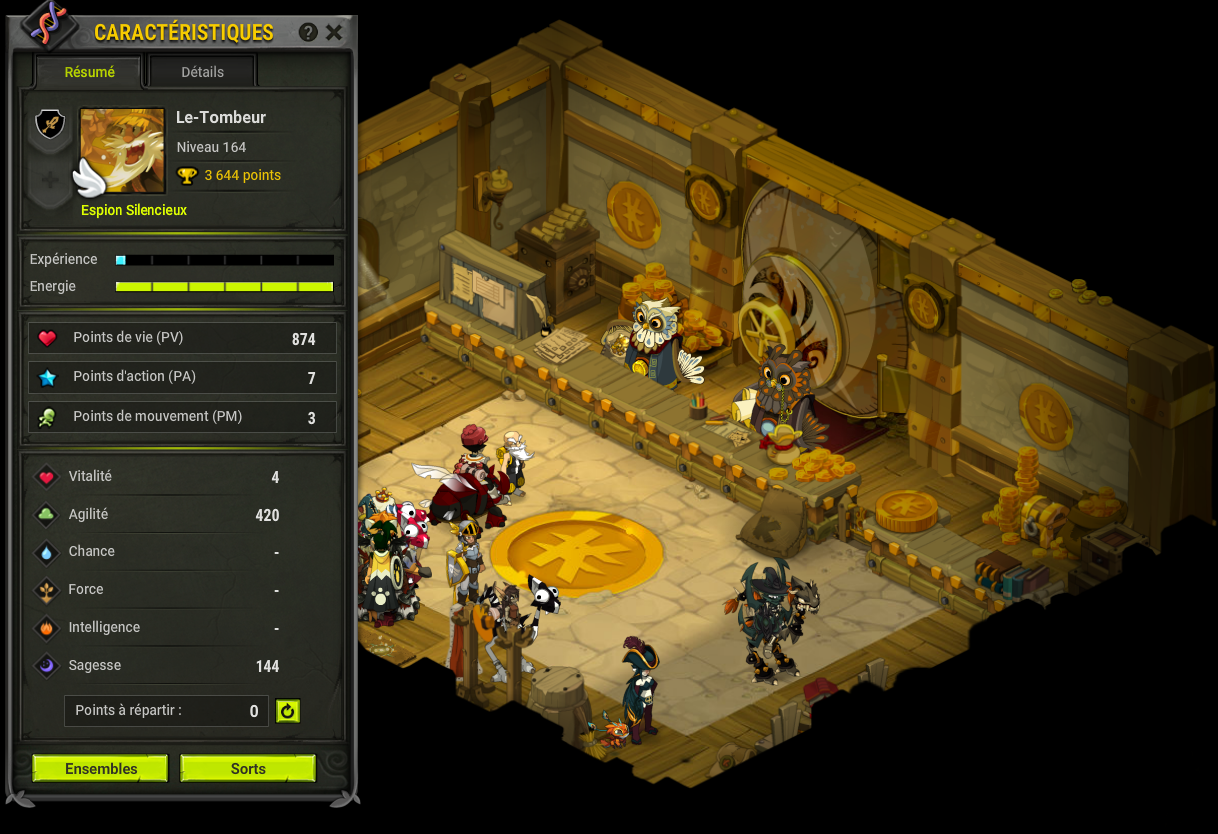 CARACTÉRISTIQUES
Résumé
Détails
Le-Tombeur
Niveau 164
3 644 points
Espion Silencieux
Expérience
Energie
Points de vie (PV) 874
Points d'action (PA) 7
Points de mouvement (PM) 3
Vitalité 4
Agilité 420
Chance -
Force -
Intelligence -
Sagesse 144
Points à répartir : 0
Ensembles
Sorts